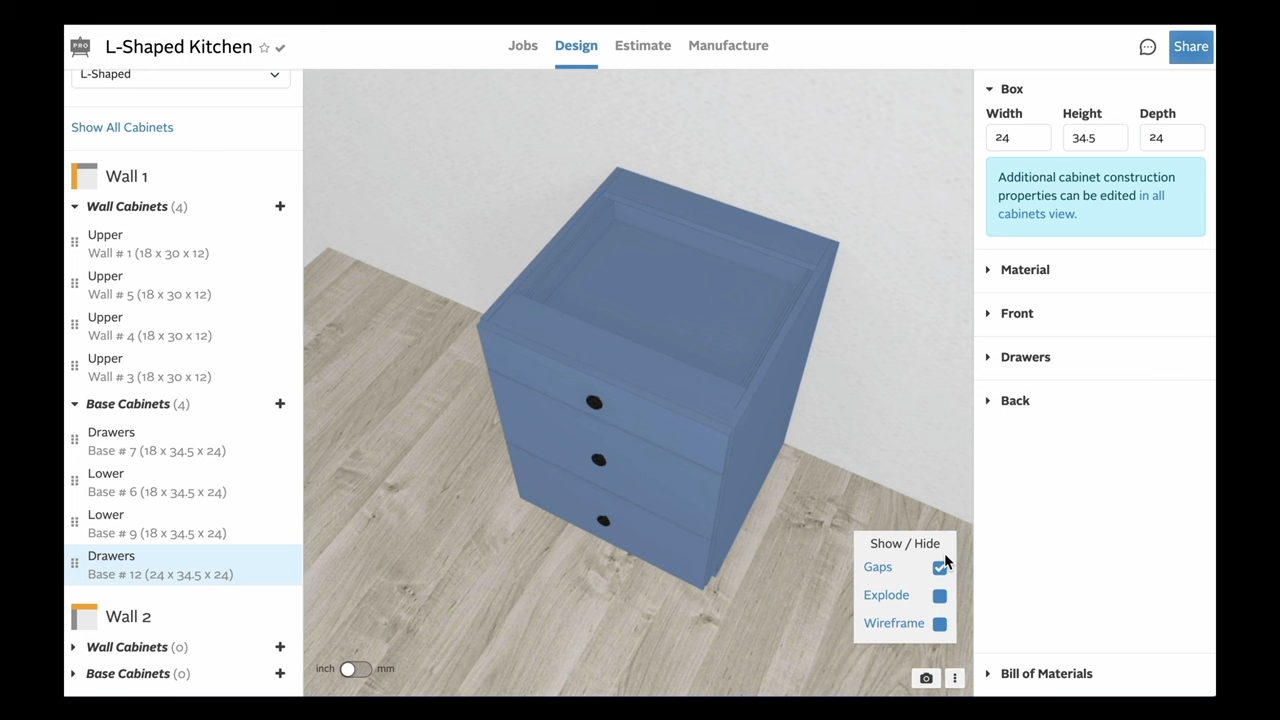 PRO
L-Shaped Kitchen
Jobs
Design
Estimate
Manufacture
Share
L-Shaped
Show All Cabinets
Wall 1
Wall Cabinets (4)
+
Upper
Wall # 1 (18 x 30 x 12)
Upper
Wall # 5 (18 x 30 x 12)
Upper
Wall # 4 (18 x 30 x 12)
Upper
Wall # 3 (18 x 30 x 12)
Base Cabinets (4)
+
Drawers
Base # 7 (18 x 34.5 x 24)
Lower
Base # 6 (18 x 34.5 x 24)
Lower
Base # 9 (18 x 34.5 x 24)
Drawers
Base # 12 (24 x 34.5 x 24)
Wall 2
Wall Cabinets (0)
+
Base Cabinets (0)
+
inch
mm
Show / Hide
Gaps
Explode
Wireframe
Box
Width Height Depth
24 34.5 24
Additional cabinet construction
properties can be edited in all
cabinets view.
Material
Front
Drawers
Back
Bill of Materials